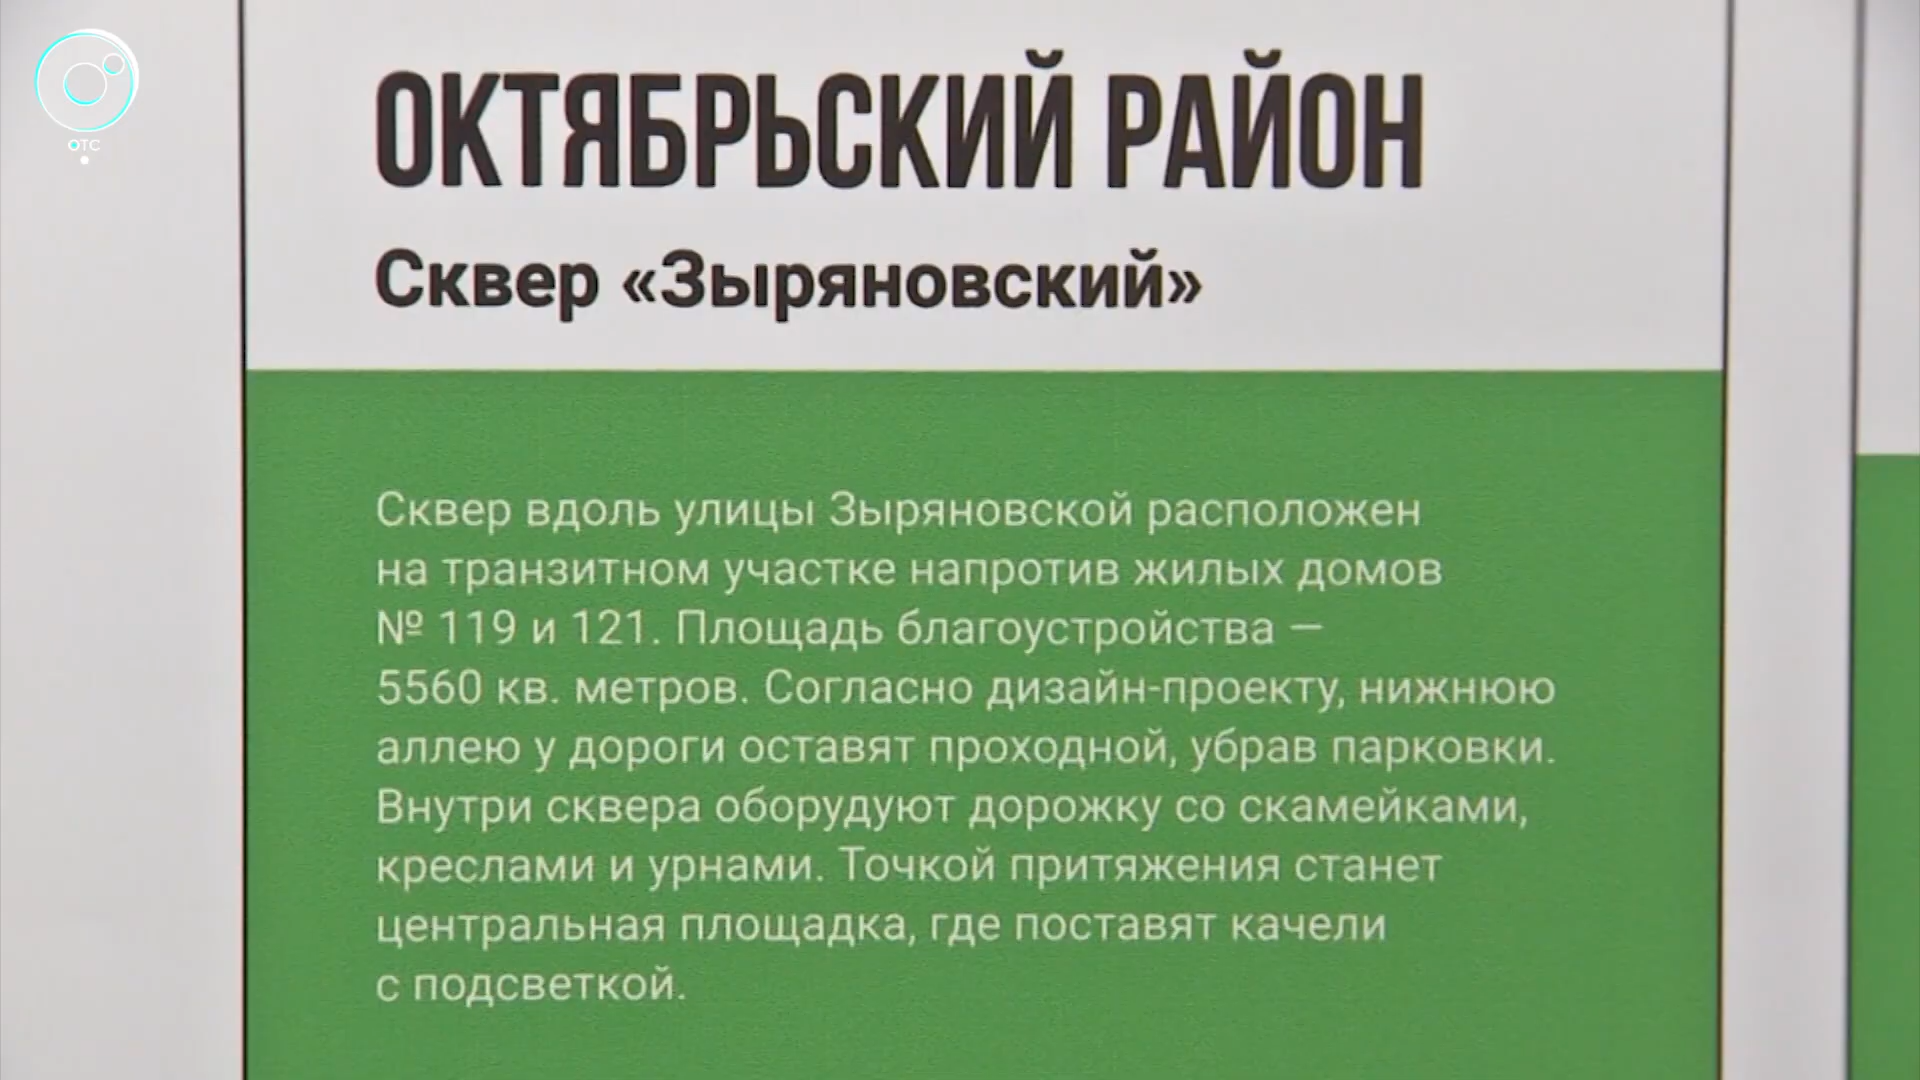 ОТС
ОКТЯБРЬСКИЙ РАЙОН
Сквер «Зыряновский»
Сквер вдоль улицы Зыряновской расположен
на транзитном участке напротив жилых домов
№ 119 и 121. Площадь благоустройства —
5560 кв. метров. Согласно дизайн-проекту, нижнюю
аллею у дороги оставят проходной, убрав парковки.
Внутри сквера оборудуют дорожку со скамейками,
креслами и урнами. Точкой притяжения станет
центральная площадка, где поставят качели
с подсветкой.